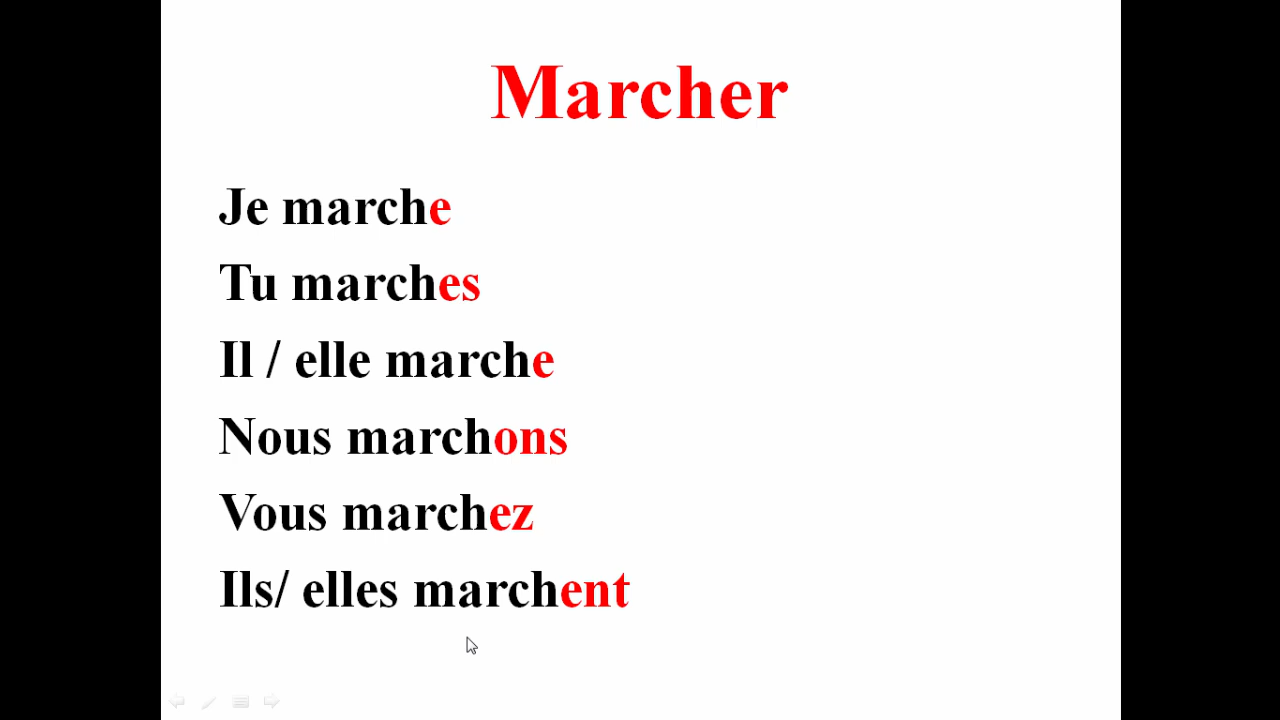 Marcher
Je marche
Tu marches
Il / elle marche
Nous marchons
Vous marchez
Ils/ elles marchent